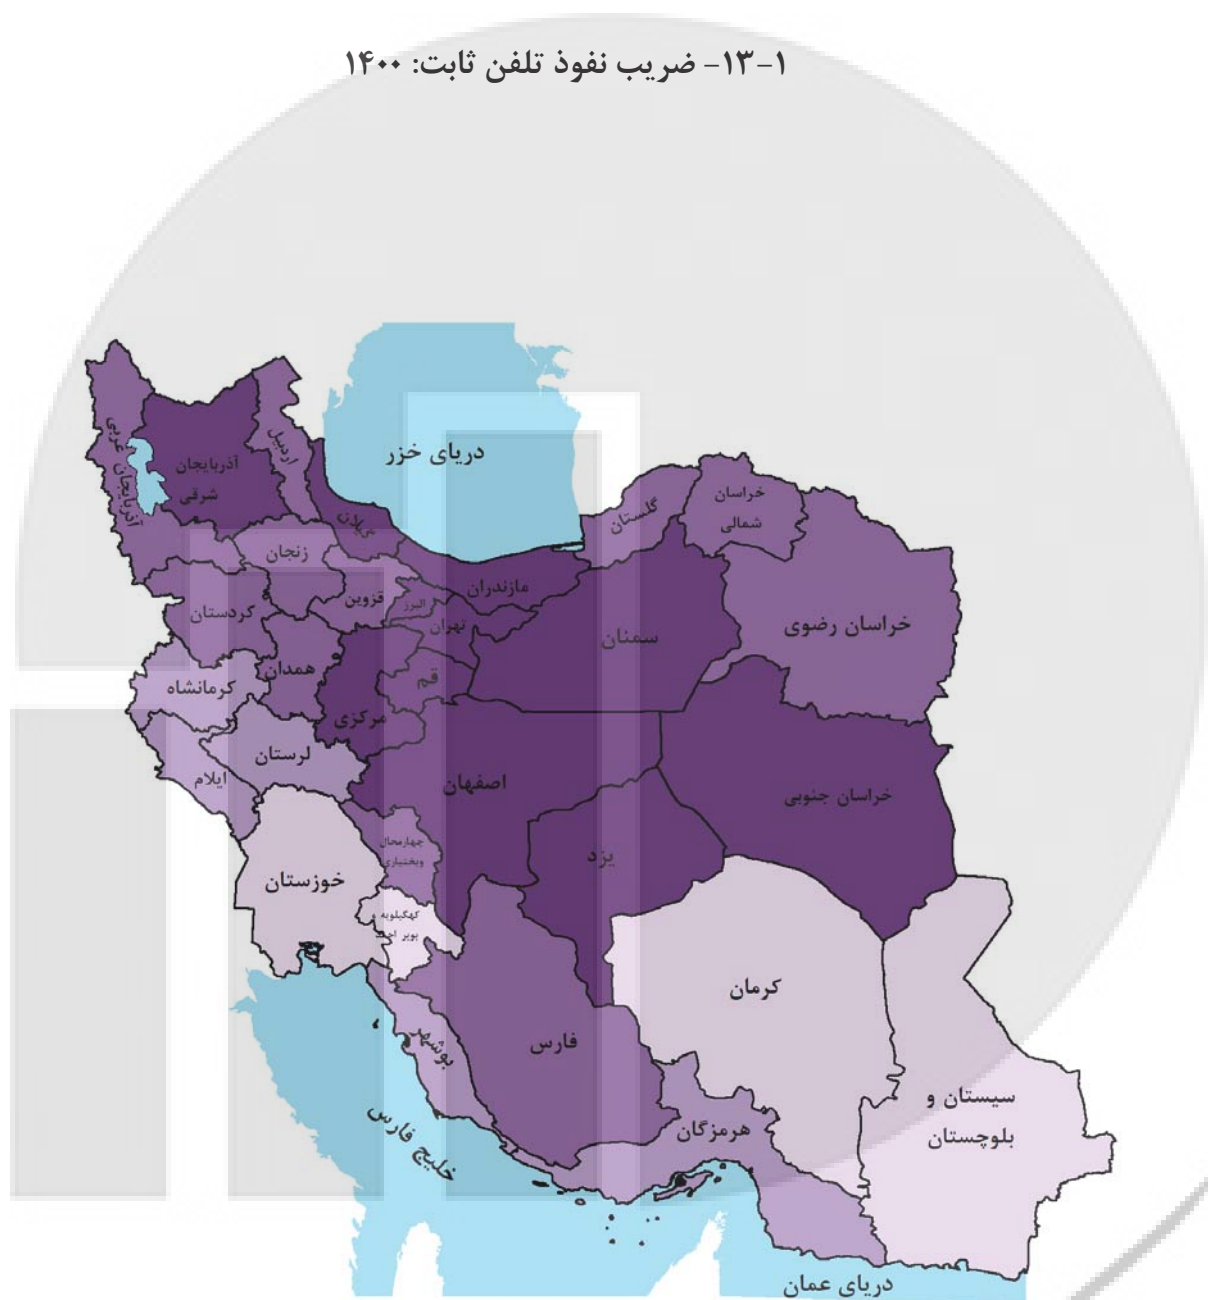 ۱-۱۳- ضریب نفوذ تلفن ثابت: ۱۴۰۰
دریای خزر
آذربایجان غربی
آذربایجان
شرقی
اردبیل
گیلان
زنجان
گلستان
خراسان
شمالی
مازندران
قزوین
البرز
تهران
کردستان
سمنان
خراسان رضوی
همدان
قم
کرمانشاه
مرکزی
لرستان
ایلام
اصفهان
خراسان جنوبی
چهارمحال
وبختیاری
یزد
خوزستان
کهگیلویه و
بویر احمد
کرمان
فارس
بوشهر
سیستان و
بلوچستان
هرمزگان
خلیج فارس
دریای عمان